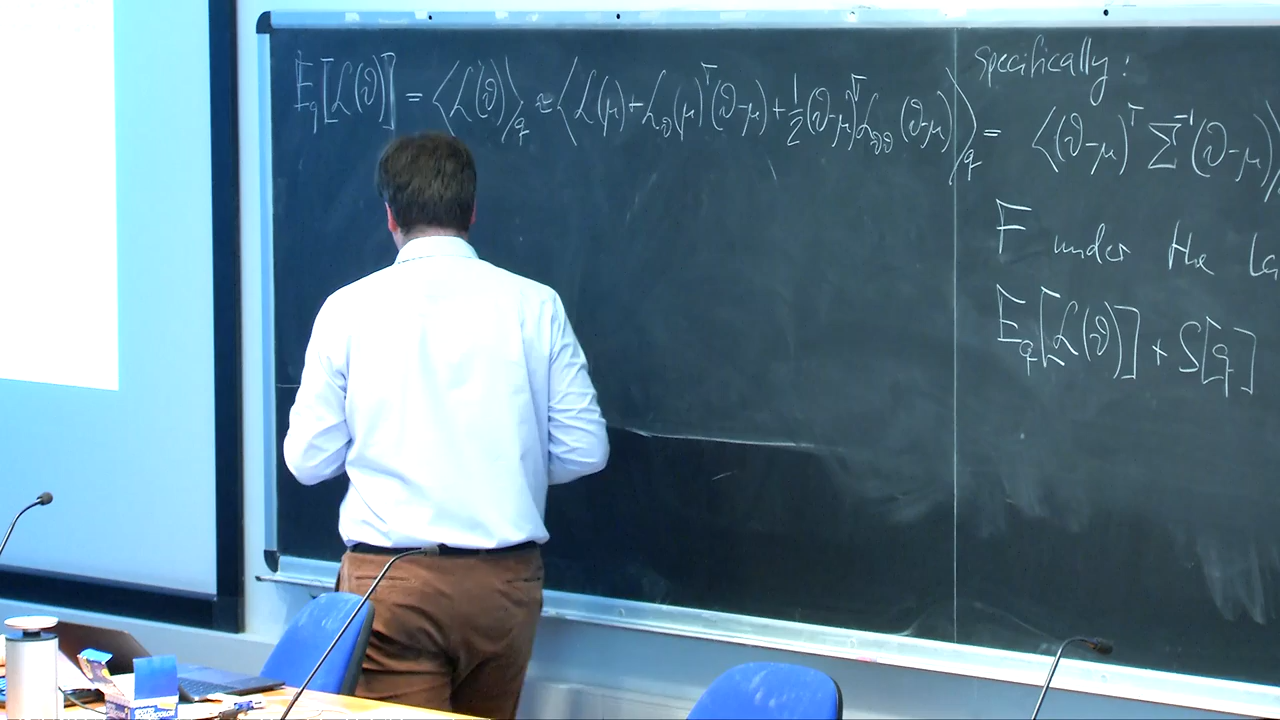 E_q[ℒ(ϑ)] = ⟨ℒ(ϑ)⟩_q ≈ ⟨ℒ(μ) + ℒ_ϑ(μ)^T(ϑ-μ) + 1/2 (ϑ-μ)^T ℒ_ϑϑ (ϑ-μ)⟩_q =
Specifically:
⟨(ϑ-μ)^T Σ^-1 (ϑ-μ)⟩
F under the La
E_q[ℒ(ϑ)] + S[q]